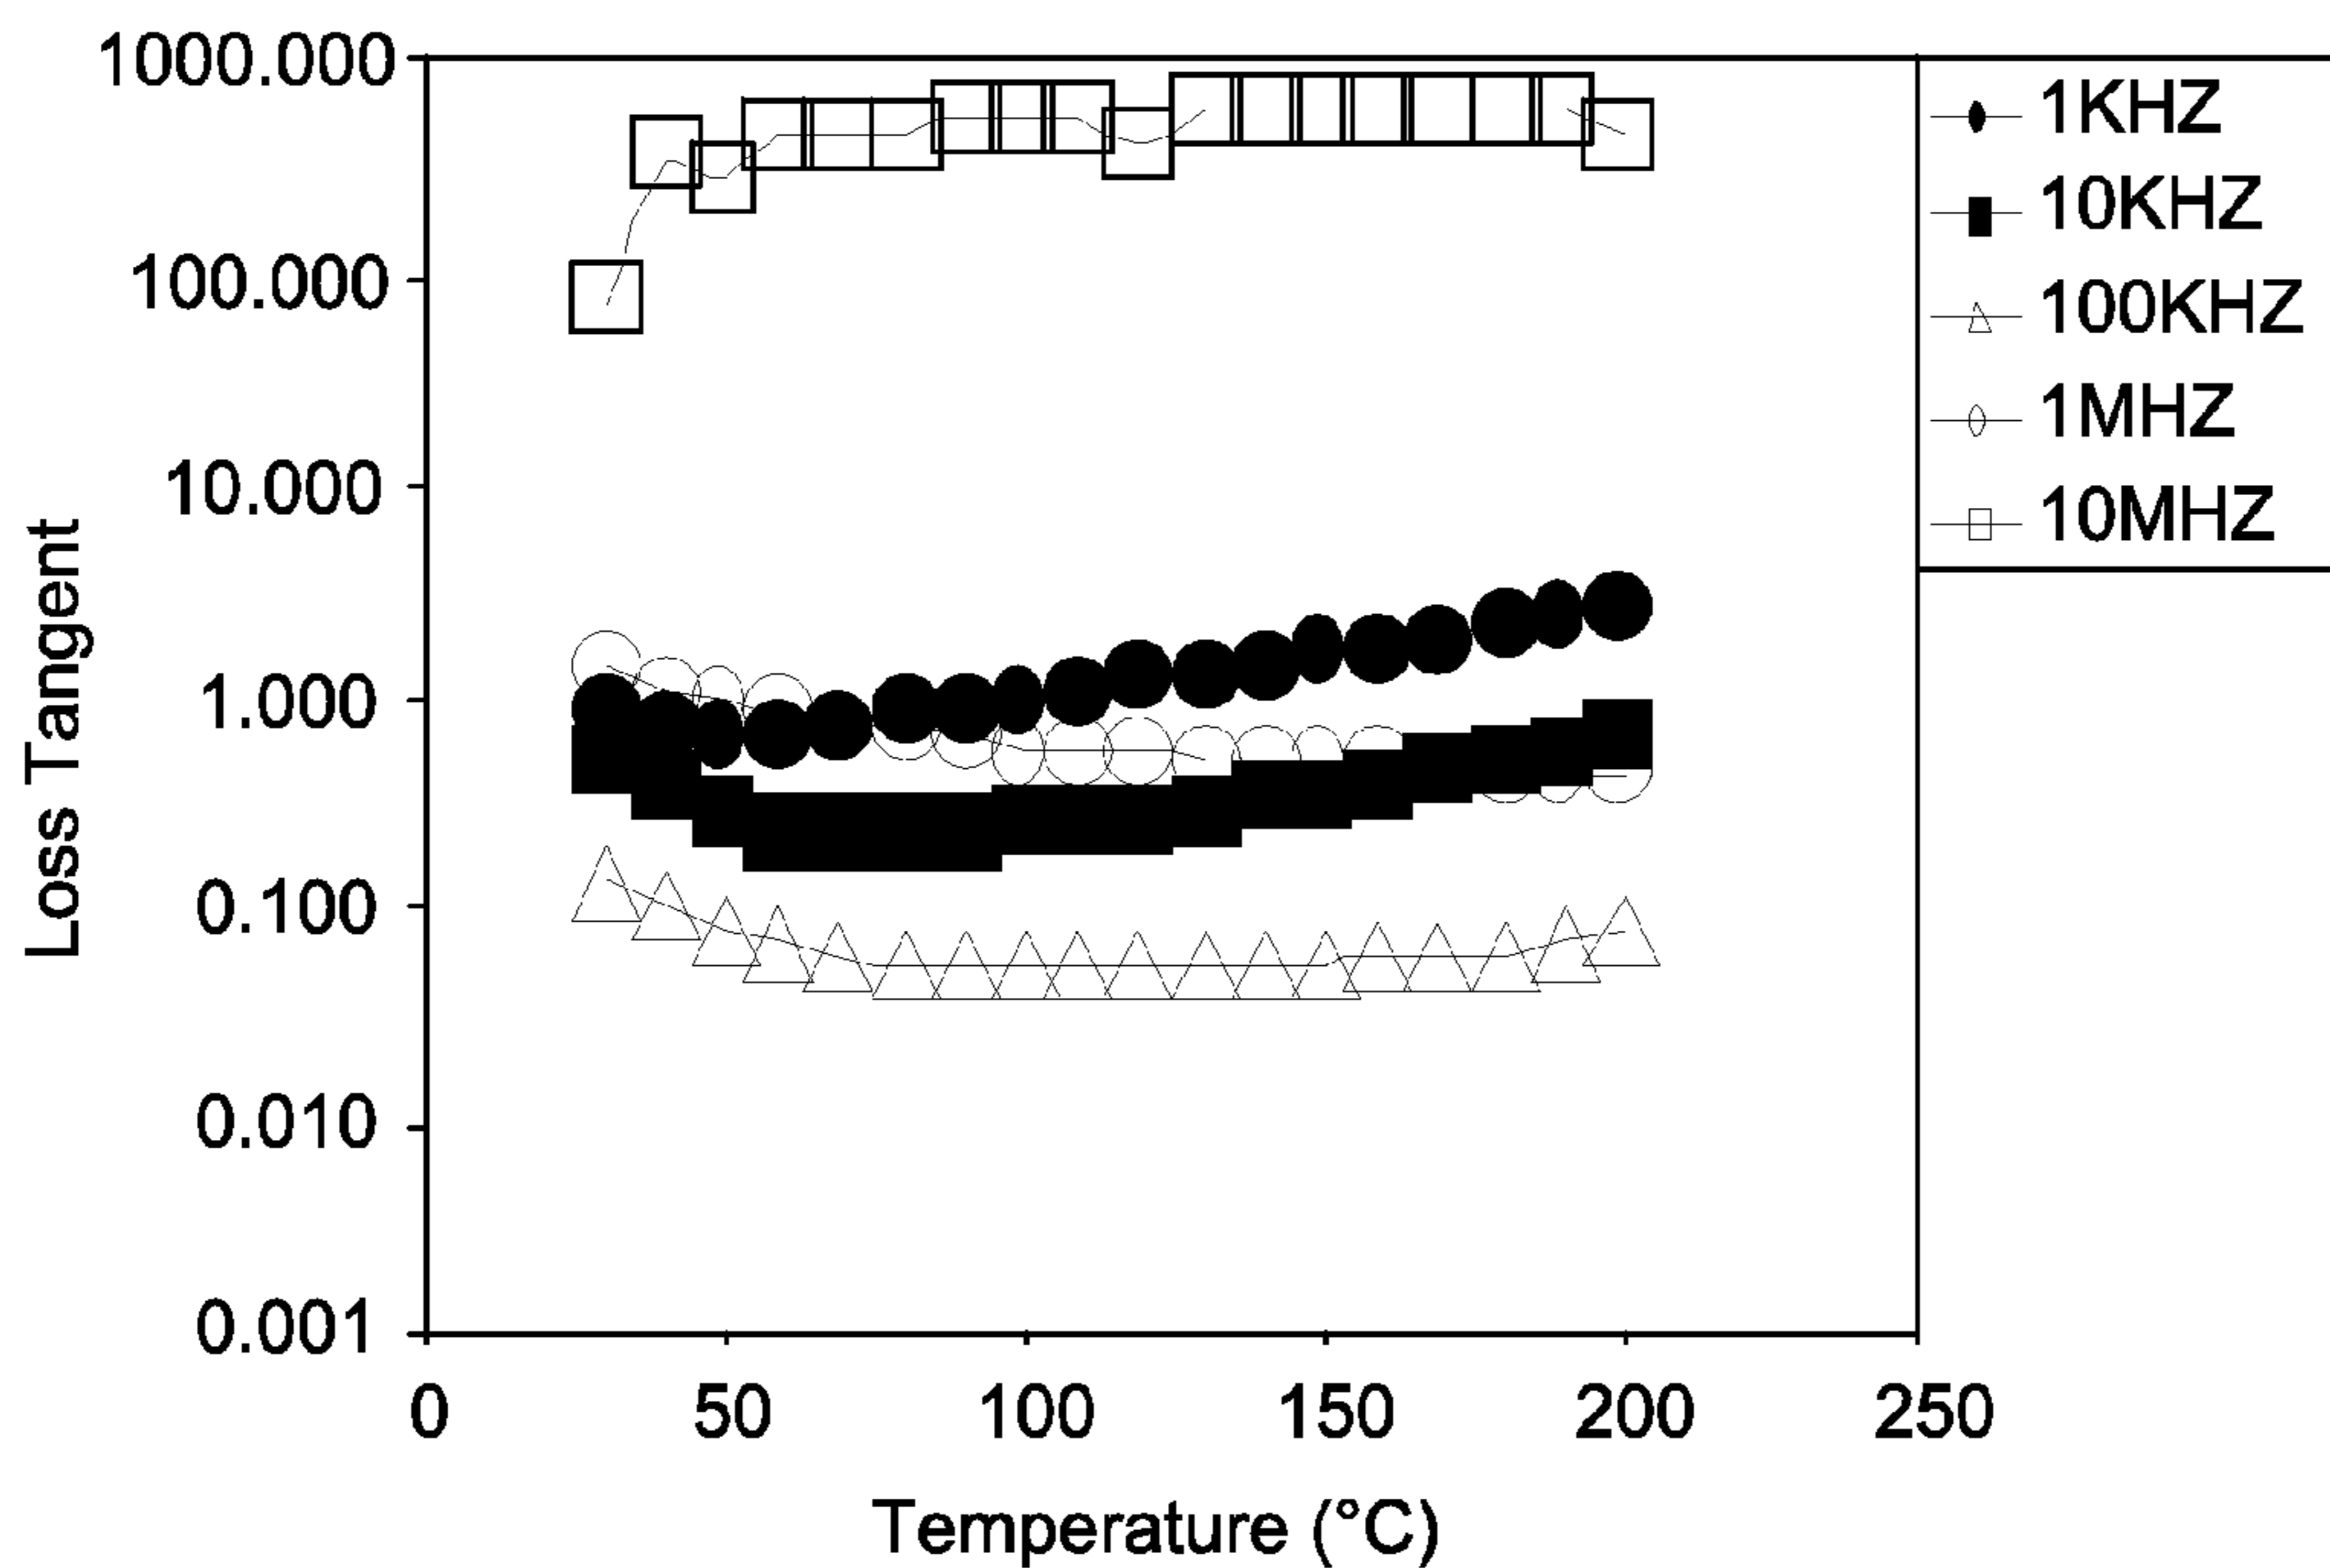 1000.000
100.000
10.000
1.000
0.100
0.010
0.001
Loss Tangent
0 50 100 150 200 250
Temperature (°C)
1KHZ
10KHZ
100KHZ
1MHZ
10MHZ